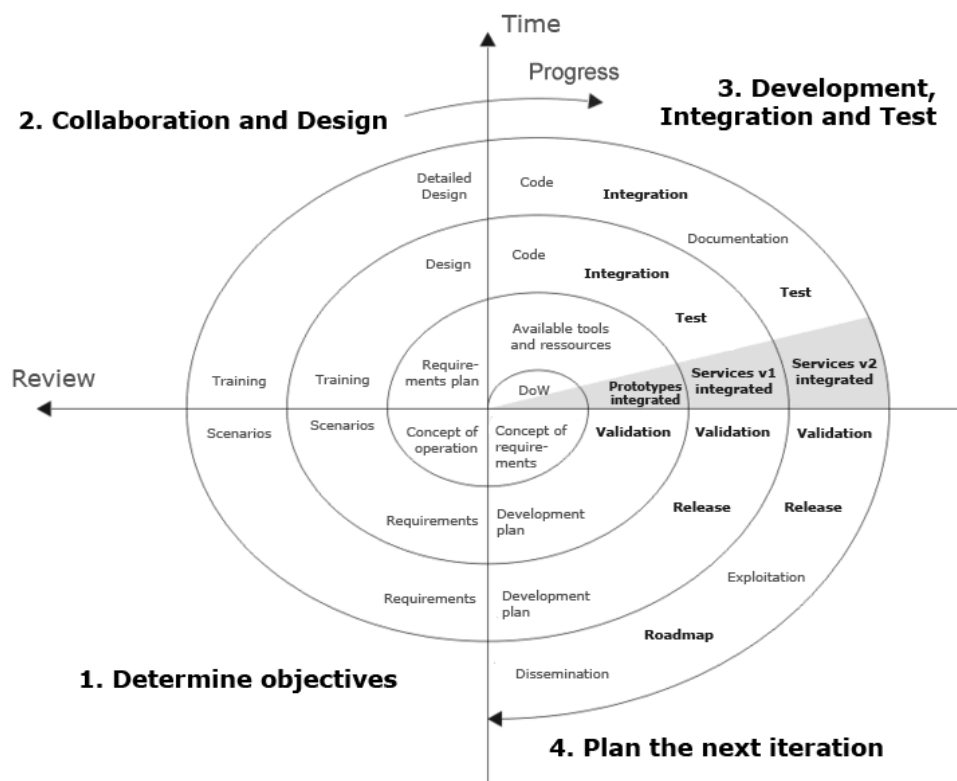 Time
Progress
2. Collaboration and Design
3. Development,
Integration and Test
Detailed
Design
Code
Integration
Documentation
Test
Design
Code
Integration
Test
Available tools
and ressources
Require-
ments plan
DoW
Prototypes
integrated
Services v1
integrated
Services v2
integrated
Review
Training
Training
Scenarios
Scenarios
Concept of
operation
Concept of
require-
ments
Validation
Validation
Validation
Requirements
Development
plan
Release
Release
Exploitation
Requirements
Development
plan
Roadmap
Dissemination
1. Determine objectives
4. Plan the next iteration